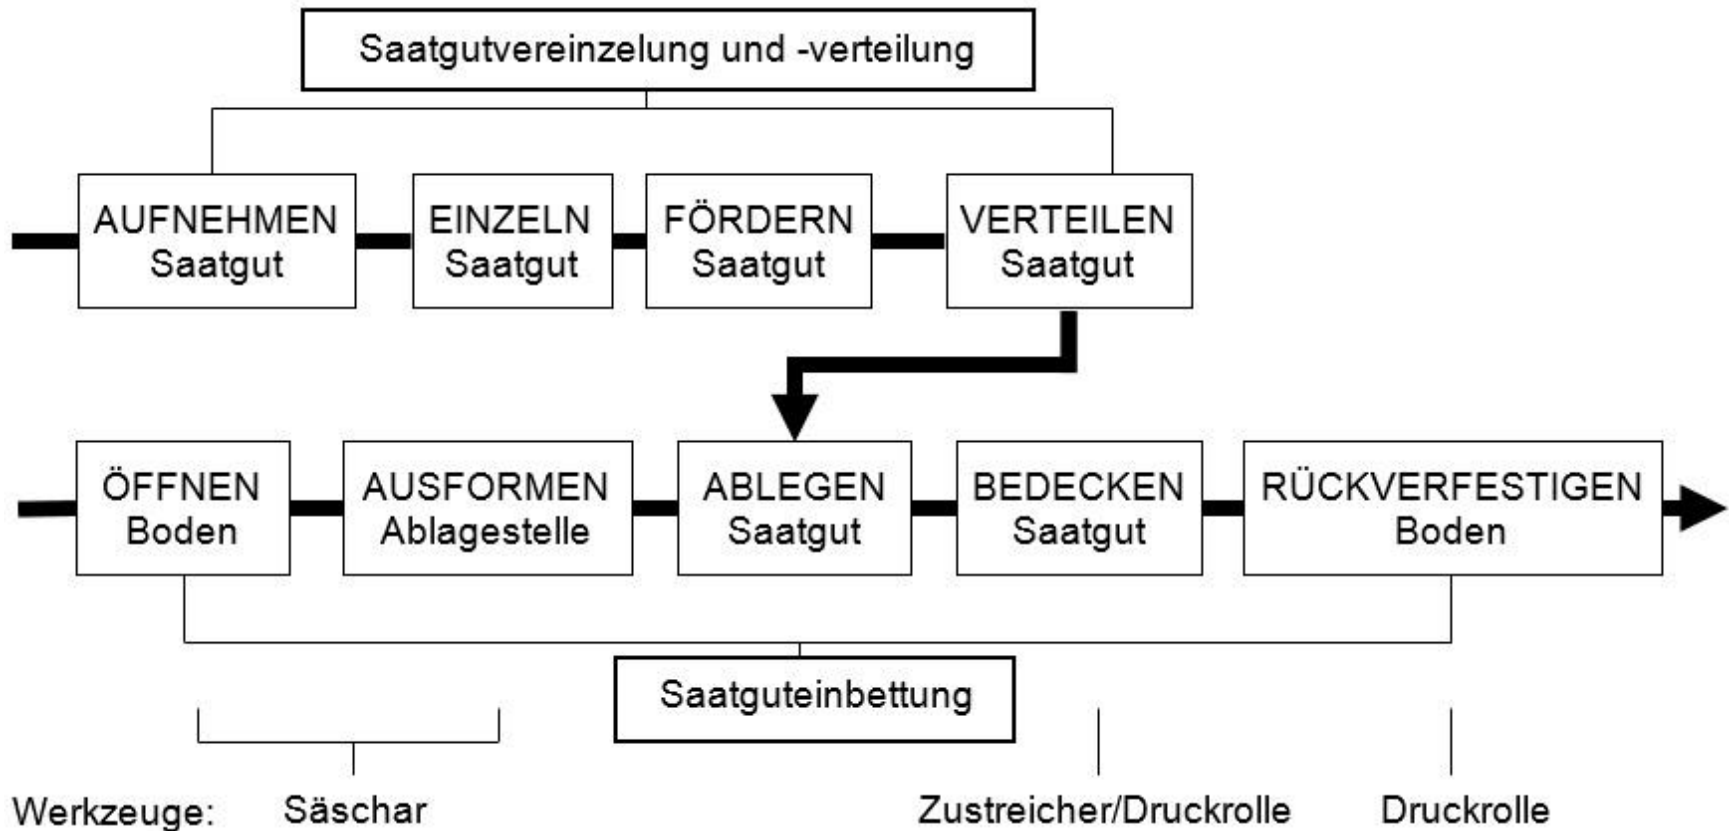 Saatgutvereinzelung und -verteilung
AUFNEHMEN
Saatgut
EINZELN
Saatgut
FÖRDERN
Saatgut
VERTEILEN
Saatgut
ÖFFNEN
Boden
AUSFORMEN
Ablagestelle
ABLEGEN
Saatgut
BEDECKEN
Saatgut
RÜCKVERFESTIGEN
Boden
Saatguteinbettung
Werkzeuge: Säschar Zustreicher/Druckrolle Druckrolle